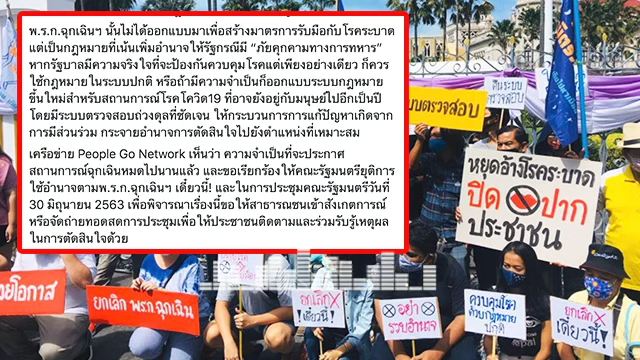 พ.ร.ก.ฉุกเฉินฯ นั้นไม่ได้ออกแบบมาเพื่อสร้างมาตรการรับมือกับโรคระบาด
แต่เป็นกฎหมายที่เน้นเพิ่มอำนาจให้รัฐกรณีมี “ภัยคุกคามทางการทหาร”
หากรัฐบาลมีความจริงใจที่จะป้องกันควบคุมโรคแต่เพียงอย่างเดียว ก็ควร
ใช้กฎหมายในระบบปกติ หรือถ้ามีความจำเป็นก็ออกแบบระบบกฎหมาย
ขึ้นใหม่สำหรับสถานการณ์โรคโควิด19 ที่อาจยังอยู่กับมนุษย์ไปอีกเป็นปี
โดยมีระบบตรวจสอบถ่วงดุลที่ชัดเจน ให้กระบวนการการแก้ปัญหาเกิดจาก
การมีส่วนร่วม กระจายอำนาจการตัดสินใจไปยังตำแหน่งที่เหมาะสม
เครือข่าย People Go Network เห็นว่า ความจำเป็นที่จะประกาศ
สถานการณ์ฉุกเฉินหมดไปนานแล้ว และขอเรียกร้องให้คณะรัฐมนตรียุติการ
ใช้อำนาจตามพ.ร.ก.ฉุกเฉินฯ เดี๋ยวนี้! และในการประชุมคณะรัฐมนตรีวันที่
30 มิถุนายน 2563 เพื่อพิจารณาเรื่องนี้ขอให้สาธารณชนเข้าสังเกตการณ์
หรือจัดถ่ายทอดสดการประชุมเพื่อให้ประชาชนติดตามและร่วมรับรู้เหตุผล
ในการตัดสินใจด้วย
คืนระบบ
ตรวจสอบ
บบตรวจสอบ
หยุดอ้างโรคระบาด
ปิดปาก
ประชาชน
วยโอกาส
ยกเลิก พรก.ฉุกเฉิน
ยกเลิก
เดี๋ยวนี้!
อย่า
รวบอำนาจ
ควบคุมโรค
ด้วยกฎหมาย
ปกติ
ยกเลิก
เดี๋ยวนี้!